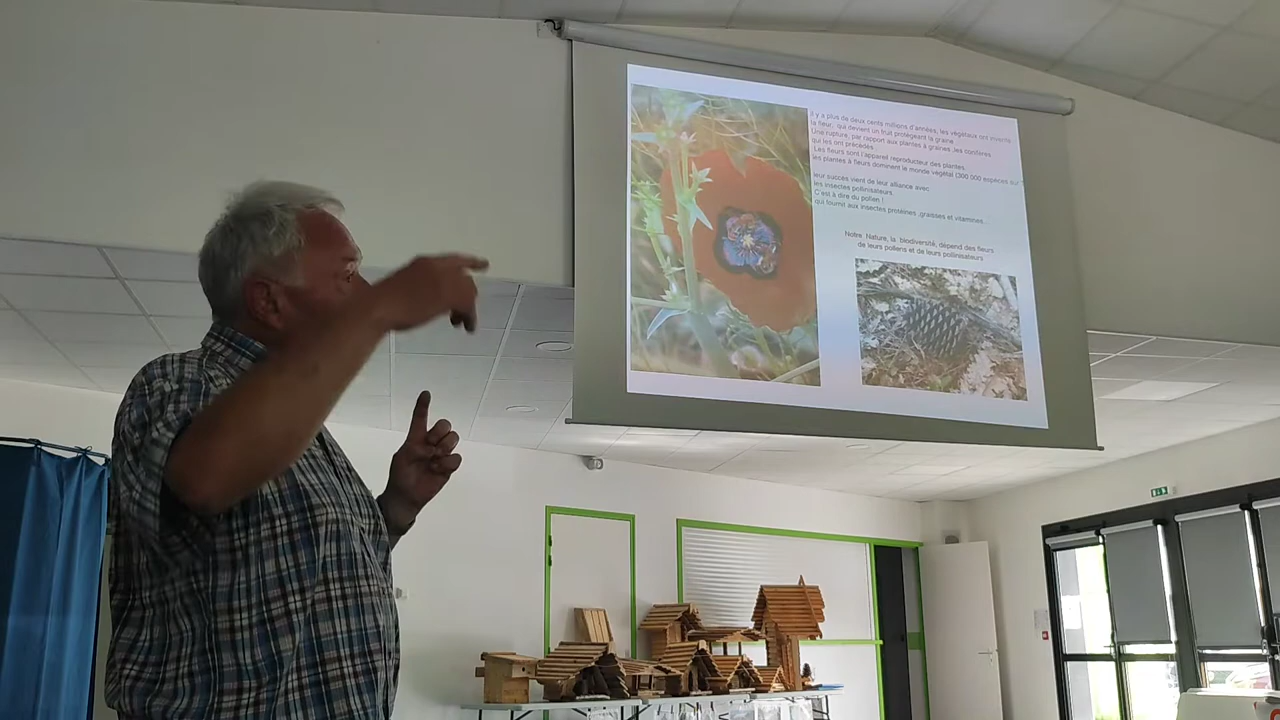 il y a plus de deux cents millions d'années, les végétaux ont inventé
la fleur, qui devient un fruit protégeant la graine
Une rupture, par rapport aux plantes à graines ,les conifères
qui les ont précédés
Les fleurs sont l'appareil reproducteur des plantes,
les plantes à fleurs dominent le monde végétal (300 000 espèces sur
leur succès vient de leur alliance avec
les insectes pollinisateurs.
C'est à dire du pollen !
qui fournit aux insectes protéines ,graisses et vitamines...
Notre Nature, la biodiversité, dépend des fleurs
de leurs pollens et de leurs pollinisateurs